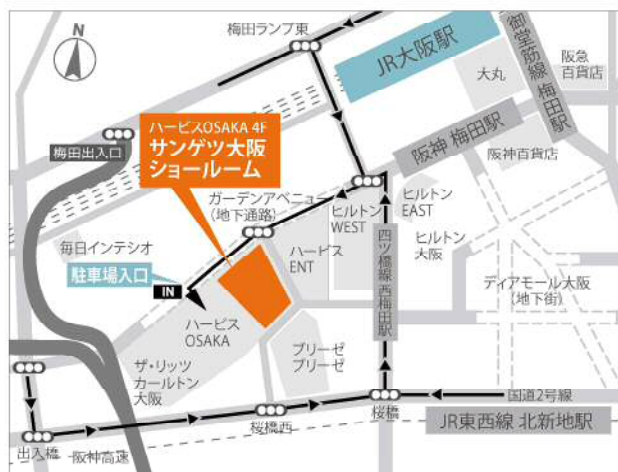 梅田ランプ東
N
JR大阪駅
御堂筋線 梅田駅
阪急
百貨店
大丸
ハービスOSAKA 4F
サンゲツ大阪
ショールーム
梅田出入口
阪神 梅田駅
阪神百貨店
ガーデンアベニュー
(地下通路)
ヒルトン
WEST
ヒルトン
EAST
毎日インテシオ
駐車場入口
IN
ハービス
ENT
四ツ橋線 西梅田駅
ヒルトン
大阪
ディアモール大阪
(地下街)
ハービス
OSAKA
ブリーゼ
ブリーゼ
ザ・リッツ
カールトン
大阪
国道2号線
桜橋
桜橋西
JR東西線 北新地駅
出入橋
阪神高速